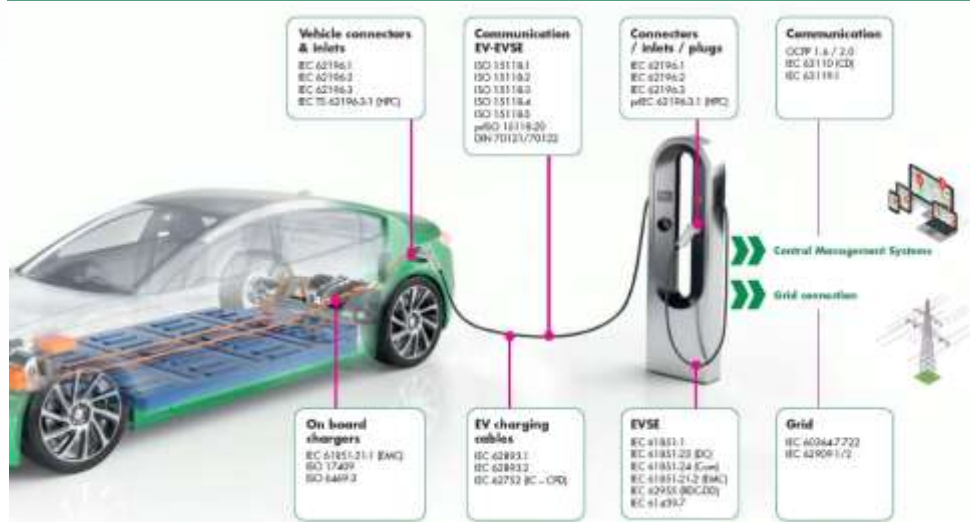 Vehicle connectors
& inlets
IEC 62196-1
IEC 62196-2
IEC 62196-3
IEC TS 62196-3-1 (HPC)
Communication
EV-EVSE
ISO 15118-1
ISO 15118-2
ISO 15118-3
ISO 15118-4
ISO 15118-5
prISO 15118-20
DIN 70121/70122
Connectors
/ inlets / plugs
IEC 62196-1
IEC 62196-2
IEC 62196-3
prIEC 62196-3-1 (HPC)
Communication
OCPP 1.6 / 2.0
IEC 63110 (CD)
IEC 63119-1
Control Management Systems
Grid connection
On board
chargers
IEC 61851-21-1 (EMC)
ISO 17409
ISO 6469-3
EV charging
cables
IEC 62893-1
IEC 62893-2
IEC 62752 (IC – CPD)
EVSE
IEC 61851-1
IEC 61851-23 (DC)
IEC 61851-24 (Com)
IEC 61851-21-2 (EMC)
IEC 62955 (RDC-DD)
IEC 61439-7
Grid
IEC 60364-7-722
IEC 62909-1/2